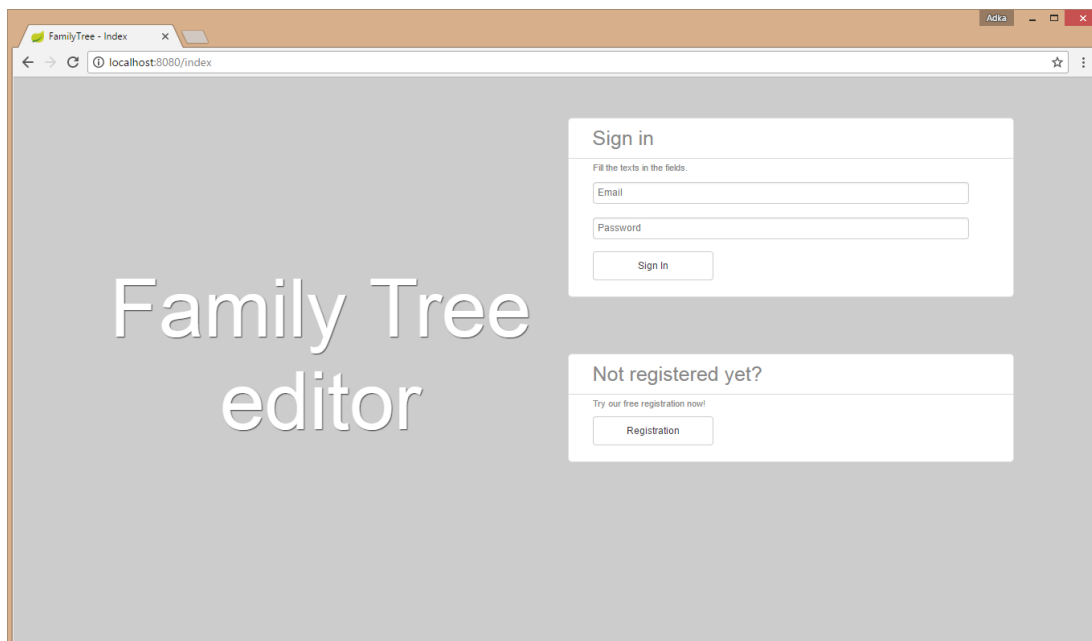 Adka
FamilyTree - Index
localhost:8080/index
Family Tree
editor
Sign in
Fill the texts in the fields.
Email
Password
Sign In
Not registered yet?
Try our free registration now!
Registration